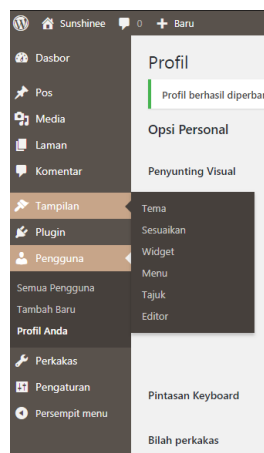 Sunshinee 0 + Baru
Dasbor
Pos
Media
Laman
Komentar
Tampilan
Plugin
Pengguna
Semua Pengguna
Tambah Baru
Profil Anda
Perkakas
Pengaturan
Persempit menu
Tema
Sesuaikan
Widget
Menu
Tajuk
Editor
Profil
Profil berhasil diperba
Opsi Personal
Penyunting Visual
Pintasan Keyboard
Bilah perkakas